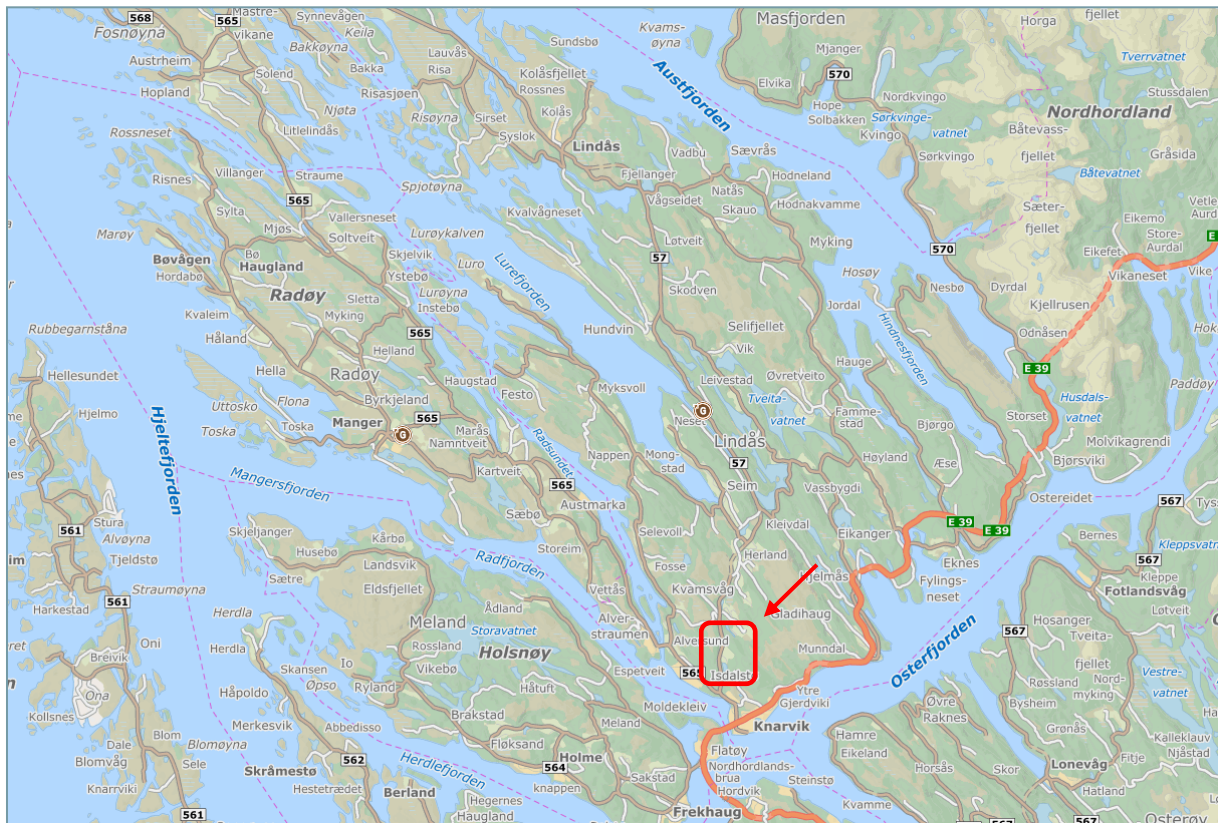 568
565
Mastre-
vikane
Synnevågen
Keila
Fosnøyna
Bakkøyna
Lauvås
Sundsbø
Kvams-
øyna
Masfjorden
Horga
fjellet
Austrheim
Solend
Bakka
Risa
Kolåsfjellet
Rossnes
Mjanger
Tverrvatnet
Hopland
Risasjøen
Elvika
570
Nordkvingo
Stussdalen
Njøta
Risøyna
Sirset
Kolås
Austfjorden
Hope
Solbakken
Sørkvinge-
vatnet
Nordhordland
Rossneset
Litlelindås
Syslok
Lindås
Kvingo
Båtevass-
fjellet
Villanger
Straume
Vadbu
Sævrås
Sørkvingo
Gråsida
Risnes
Spjotøyna
Fjellanger
Hodneland
Båtevatnet
565
Vågseidet
Natås
Sylta
Vallersneset
Kvalvågneset
Skauo
Hodnakvamme
Sæter-
fjellet
Vetle
Aurd
Marøy
Mjøs
Soltveit
Lurøykalven
Eikemo
Bøvågen
Hordabø
Bø
Haugland
Skjelvik
Luro
Løtveit
Myking
570
Store-
Aurdal
E
Ystebø
Lurefjorden
57
Eikefet
Radøy
Sletta
Lurøyna
Skodven
Hosøy
Nesbø
Dyrdal
Vikaneset
Vike
Kvaleim
Myking
Instebø
Jordal
Kjellrusen
Rubbegarnståna
Håland
565
Hundvin
Selifjellet
Hindnesfjorden
Odnåsen
Hok
Helland
Vik
Hella
Radøy
Haugstad
Hauge
E 39
Hellesundet
Flona
Byrkjeland
Festo
Myksvoll
Leivestad
Øvretveito
Paddøy
Uttosko
Tveita-
vatnet
Husdals-
vatnet
Hjelmo
Toska
Toska
Manger
G
565
Marås
Namntveit
G
Nesee
Famme-
stad
Storset
Hjeltefjorden
Radsundet
Lindås
Bjørgo
Molvikagrendi
Nappen
Mong-
stad
57
Høyland
Æse
Bjørsviki
Mangersfjorden
Kartveit
565
Seim
Vassbygdi
Austmarka
Ostereidet
567
Stura
Skjeljanger
Sæbø
Tys
561
Alvøyna
Kårbø
Selevoll
Kleivdal
Eikanger
E 39
E 39
Bernes
Tjeldstø
Husebø
Landsvik
Storeim
Herland
Kleppsvatnet
im
Radfjorden
Fosse
Eknes
567
Kleppe
Sætre
Eldsfjellet
Hjelmås
Fylings-
neset
Fotlandsvåg
Straumøyna
Vettås
Kvamsvåg
Harkestad
561
Herdla
Ådland
Gladihaug
Løtveit
Meland
Alver-
straumen
Hosanger
Oni
Storavatnet
567
Tveita-
fjellet
Herdla
Rossland
Alversund
Osterfjorden
Breivik
Holsnøy
Munndal
Skansen
Io
Vikebø
Espetveit
565
Isdalst
Røssland
Nord-
myking
Vestre-
vatnet
Ona
Øpso
Ryland
Ytre
Gjerdviki
Håpoldo
Håtuft
Moldekleiv
Øvre
Raknes
Bysheim
Kollsnes
Brakstad
Meland
Knarvik
Grønås
Merkesvik
Abbedisso
Kalleklauv
Dale
Blom
Blomøyna
Fløksand
Flatøy
Hamre
Njåstad
Blomvåg
Sele
562
Holme
Eikeland
Fitje
Herdlefjorden
Nordhordlands-
brua
Horsås
Skor
Lonevåg
Skråmestø
564
knappen
Sakstad
Steinstø
Knarrviki
Hestetrædet
Berland
Hordvik
Hatland
Hegernes
Kvamme
561
Haugland
Frekhaug
567
567
Osterøy